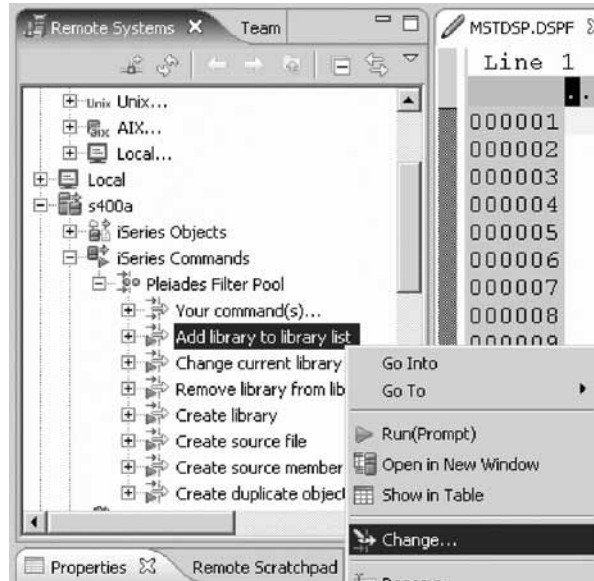 Remote Systems
Team
MSTDSP.DSPF
Line 1
Unix Unix...
aix AIX...
Local...
Local
s400a
iSeries Objects
iSeries Commands
Pleiades Filter Pool
Your command(s)...
Add library to library list
Change current library
Remove library from lib
Create library
Create source file
Create source member
Create duplicate object
000001
000002
000003
000004
000005
000006
000007
000008
000009
Go Into
Go To
Run(Prompt)
Open in New Window
Show in Table
Change...
Properties
Remote Scratchpad